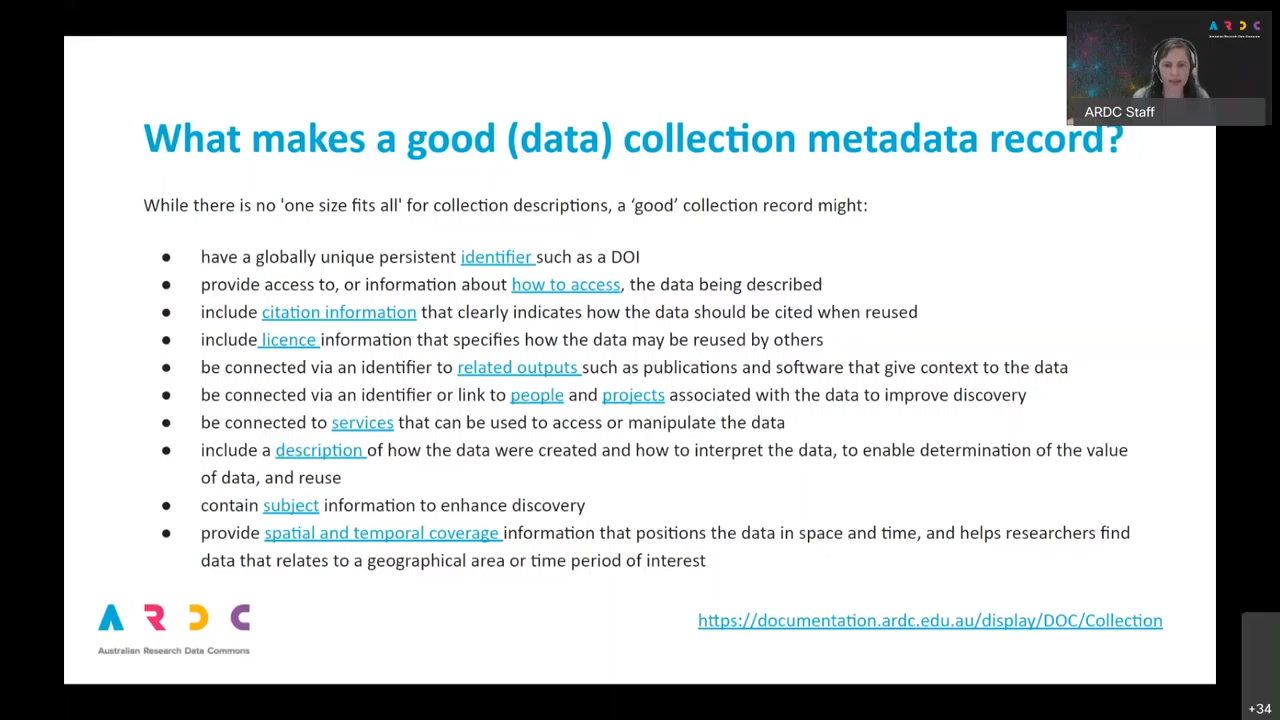 A R D C
ARDC Staff
What makes a good (data) collection metadata record?
While there is no 'one size fits all' for collection descriptions, a ‘good’ collection record might:
● have a globally unique persistent identifier such as a DOI
● provide access to, or information about how to access, the data being described
● include citation information that clearly indicates how the data should be cited when reused
● include licence information that specifies how the data may be reused by others
● be connected via an identifier to related outputs such as publications and software that give context to the data
● be connected via an identifier or link to people and projects associated with the data to improve discovery
● be connected to services that can be used to access or manipulate the data
● include a description of how the data were created and how to interpret the data, to enable determination of the value
of data, and reuse
● contain subject information to enhance discovery
● provide spatial and temporal coverage information that positions the data in space and time, and helps researchers find
data that relates to a geographical area or time period of interest
A R D C
Australian Research Data Commons
https://documentation.ardc.edu.au/display/DOC/Collection
+34